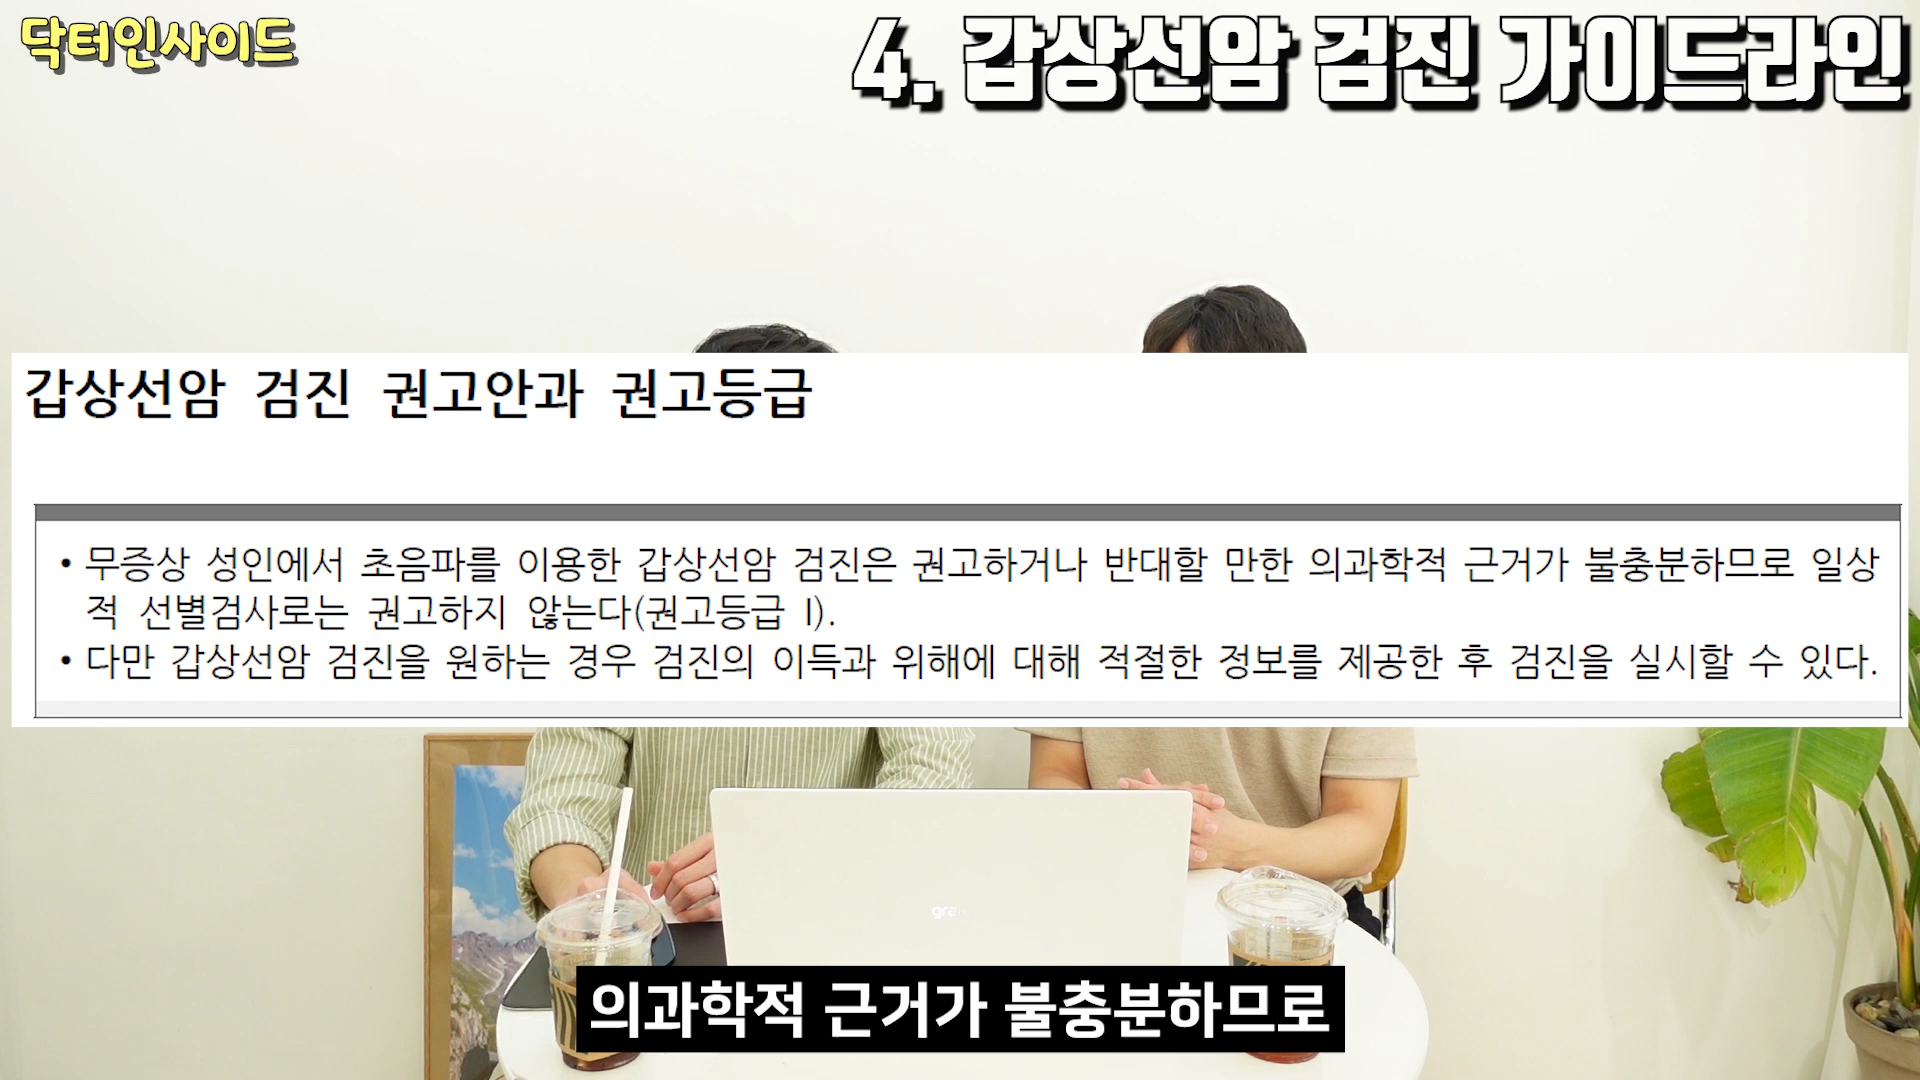 닥터인사이드
4. 갑상선암 검진 가이드라인
갑상선암 검진 권고안과 권고등급
• 무증상 성인에서 초음파를 이용한 갑상선암 검진은 권고하거나 반대할 만한 의과학적 근거가 불충분하므로 일상
적 선별검사로는 권고하지 않는다(권고등급 I).
• 다만 갑상선암 검진을 원하는 경우 검진의 이득과 위해에 대해 적절한 정보를 제공한 후 검진을 실시할 수 있다.
의과학적 근거가 불충분하므로